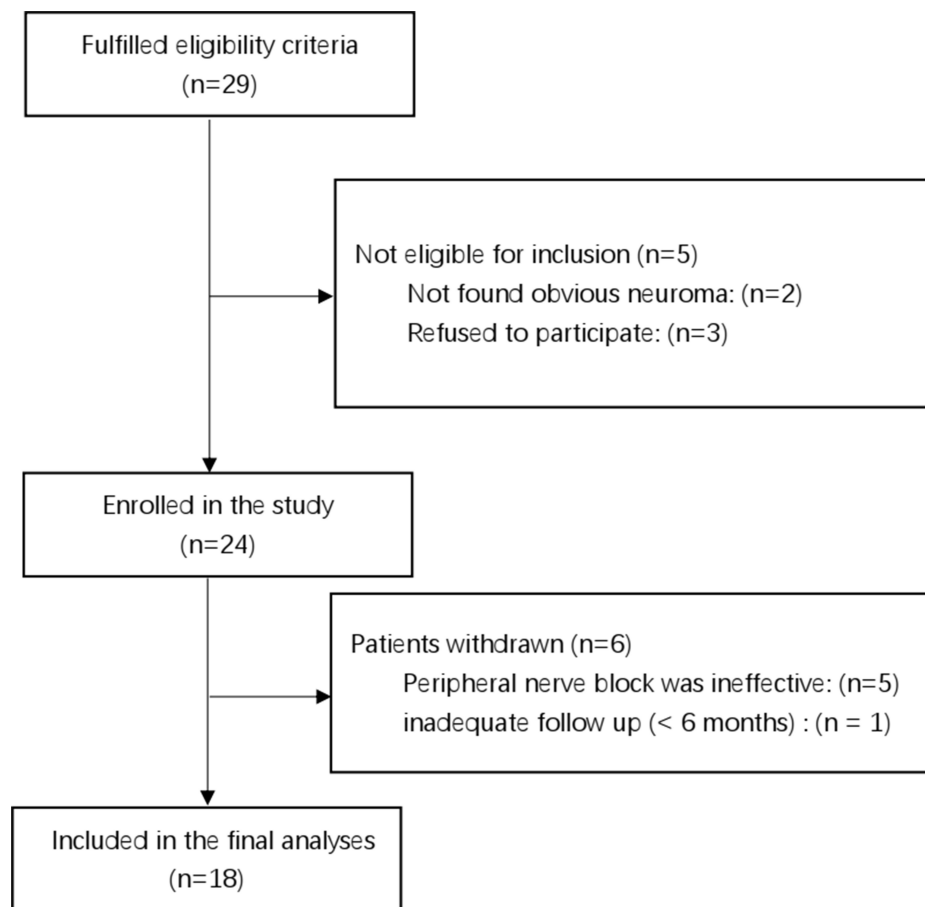 Fulfilled eligibility criteria
(n=29)
Not eligible for inclusion (n=5)
Not found obvious neuroma: (n=2)
Refused to participate: (n=3)
Enrolled in the study
(n=24)
Patients withdrawn (n=6)
Peripheral nerve block was ineffective: (n=5)
inadequate follow up (< 6 months) : (n = 1)
Included in the final analyses
(n=18)